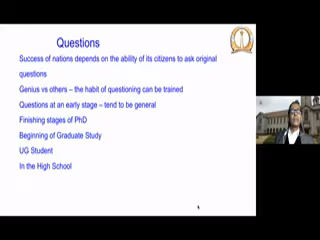 Questions
Success of nations depends on the ability of its citizens to ask original
questions
Genius vs others – the habit of questioning can be trained
Questions at an early stage – tend to be general
Finishing stages of PhD
Beginning of Graduate Study
UG Student
In the High School